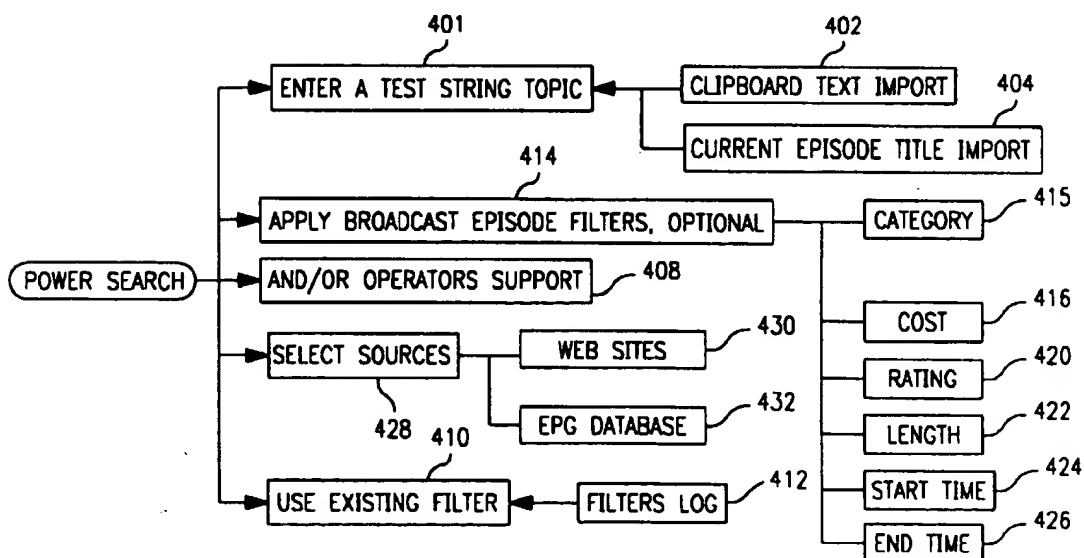 401
402
ENTER A TEST STRING TOPIC
CLIPBOARD TEXT IMPORT
404
CURRENT EPISODE TITLE IMPORT
414
415
APPLY BROADCAST EPISODE FILTERS, OPTIONAL
CATEGORY
POWER SEARCH
AND/OR OPERATORS SUPPORT
408
416
COST
430
SELECT SOURCES
WEB SITES
420
RATING
428
432
EPG DATABASE
422
LENGTH
410
412
424
USE EXISTING FILTER
FILTERS LOG
START TIME
426
END TIME